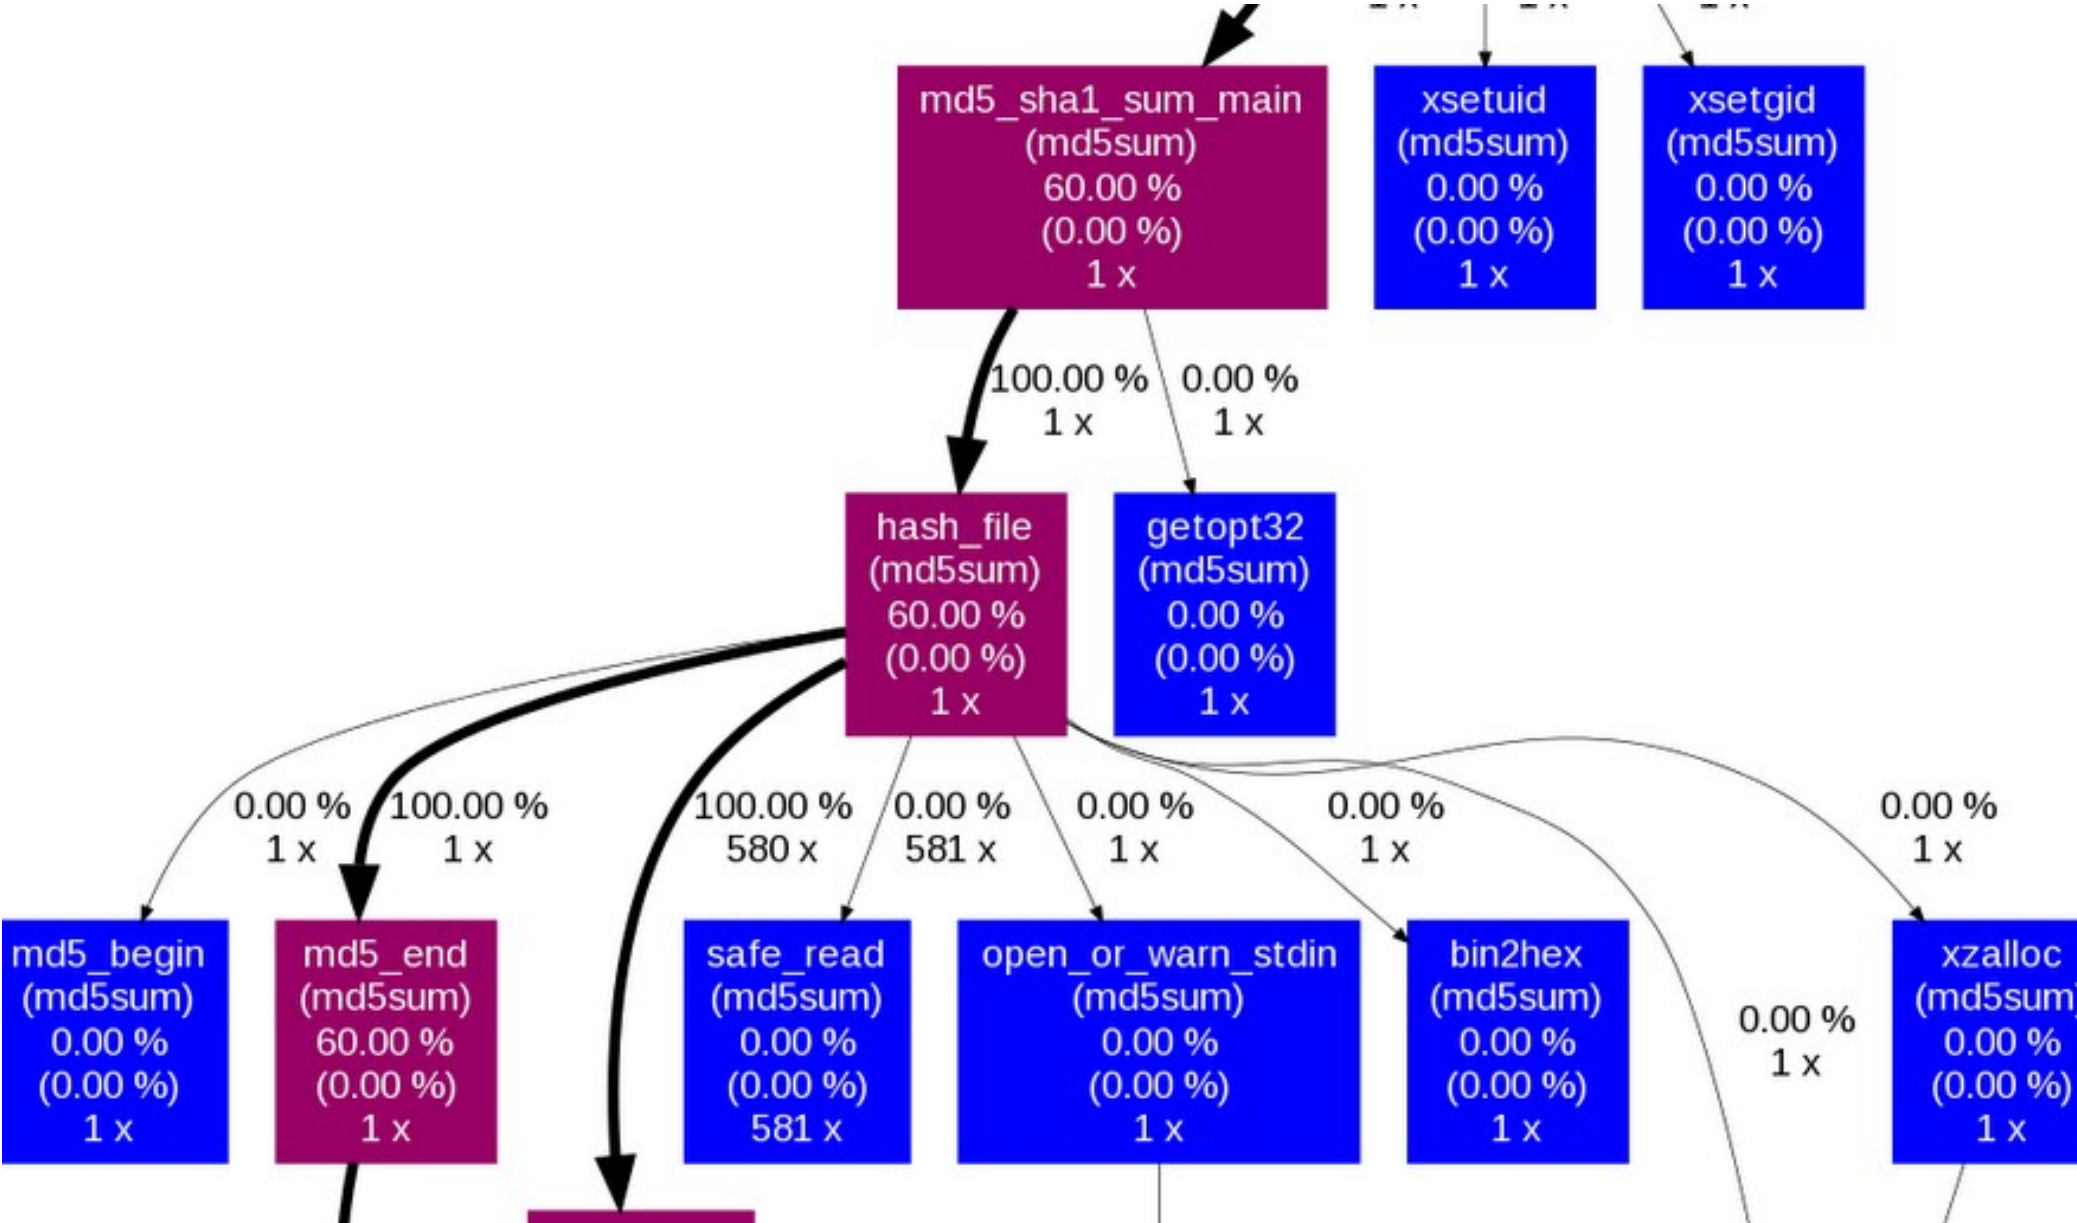 1 x
1 x
1 x
md5_sha1_sum_main
(md5sum)
60.00 %
(0.00 %)
1 x
xsetuid
(md5sum)
0.00 %
(0.00 %)
1 x
xsetgid
(md5sum)
0.00 %
(0.00 %)
1 x
100.00 %
1 x
0.00 %
1 x
hash_file
(md5sum)
60.00 %
(0.00 %)
1 x
getopt32
(md5sum)
0.00 %
(0.00 %)
1 x
0.00 %
1 x
100.00 %
1 x
100.00 %
580 x
0.00 %
581 x
0.00 %
1 x
0.00 %
1 x
0.00 %
1 x
md5_begin
(md5sum)
0.00 %
(0.00 %)
1 x
md5_end
(md5sum)
60.00 %
(0.00 %)
1 x
safe_read
(md5sum)
0.00 %
(0.00 %)
581 x
open_or_warn_stdin
(md5sum)
0.00 %
(0.00 %)
1 x
bin2hex
(md5sum)
0.00 %
(0.00 %)
1 x
0.00 %
1 x
xzalloc
(md5sum)
0.00 %
(0.00 %)
1 x